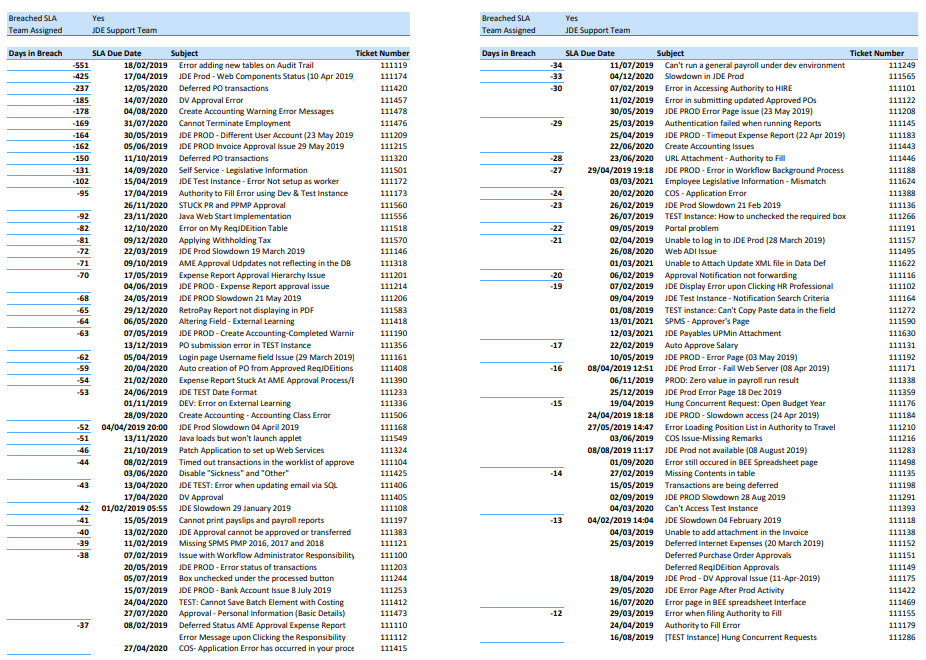 Breached SLA Yes
Team Assigned JDE Support Team
Days in Breach SLA Due Date Subject Ticket Number
-551 18/02/2019 Error adding new tables on Audit Trail 111119
-425 17/04/2019 JDE Prod - Web Components Status (10 Apr 2019 111174
-237 12/05/2020 Deferred PO transactions 111420
-185 14/07/2020 DV Approval Error 111457
-178 04/08/2020 Create Accounting Warning Error Messages 111478
-169 31/07/2020 Cannot Terminate Employment 111476
-164 30/05/2019 JDE PROD - Different User Account (23 May 2019 111209
-162 05/06/2019 JDE PROD Invoice Approval Issue 29 May 2019 111215
-150 11/10/2019 Deferred PO transactions 111320
-131 14/09/2020 Self Service - Legislative Information 111501
-102 15/04/2019 JDE Test Instance - Error Not setup as worker 111172
-95 17/04/2019 Authority to Fill Error using Dev & Test Instance 111173
26/11/2020 STUCK PR and PPMP Approval 111560
-92 23/11/2020 Java Web Start Implementation 111556
-82 12/10/2020 Error on My ReqJDEition Table 111518
-81 09/12/2020 Applying Withholding Tax 111570
-72 22/03/2019 JDE Prod Slowdown 19 March 2019 111146
-71 09/10/2019 AME Approval Udpdates not reflecting in the DB 111318
-70 17/05/2019 Expense Report Approval Hierarchy Issue 111201
04/06/2019 JDE PROD - Expense Report approval issue 111214
-68 24/05/2019 JDE PROD Slowdown 21 May 2019 111206
-65 29/12/2020 RetroPay Report not displaying in PDF 111583
-64 06/05/2020 Altering Field - External Learning 111418
-63 07/05/2019 JDE PROD - Create Accounting-Completed Warnir 111190
13/12/2019 PO submission error in TEST Instance 111356
-62 05/04/2019 Login page Username field Issue (29 March 2019) 111161
-59 20/04/2020 Auto creation of PO from Approved ReqJDEitions 111408
-54 21/02/2020 Expense Report Stuck At AME Approval Process/E 111390
-53 24/06/2019 JDE TEST Date Format 111233
01/11/2019 DEV: Error on External Learning 111336
28/09/2020 Create Accounting - Accounting Class Error 111506
-52 04/04/2019 20:00 JDE Prod Slowdown 04 April 2019 111168
-51 13/11/2020 Java loads but won't launch applet 111549
-46 21/10/2019 Patch Application to set up Web Services 111324
-44 08/02/2019 Timed out transactions in the worklist of approve 111104
03/06/2020 Disable "Sickness" and "Other" 111425
-43 13/04/2020 JDE TEST: Error when updating email via SQL 111406
17/04/2020 DV Approval 111405
-42 01/02/2019 05:55 JDE Slowdown 29 January 2019 111108
-41 15/05/2019 Cannot print payslips and payroll reports 111197
-40 13/02/2020 JDE Approval cannot be approved or transferred 111383
-39 11/02/2019 Missing SPMS PMP 2016, 2017 and 2018 111121
-38 07/02/2019 Issue with Workflow Administrator Responsibility 111100
20/05/2019 JDE PROD - Error status of transactions 111203
05/07/2019 Box unchecked under the processed button 111244
15/07/2019 JDE PROD - Bank Account Issue 8 July 2019 111253
24/04/2020 TEST: Cannot Save Batch Element with Costing 111412
27/07/2020 Approval - Personal Information (Basic Details) 111473
-37 08/02/2019 Deferred Status AME Approval Expense Report 111110
Error Message upon Clicking the Responsibility 111112
27/04/2020 COS- Application Error has occurred in your proce 111415
Breached SLA Yes
Team Assigned JDE Support Team
Days in Breach SLA Due Date Subject Ticket Number
-34 11/07/2019 Can't run a general payroll under dev environment 111249
-33 04/12/2020 Slowdown in JDE Prod 111565
-30 07/02/2019 Error in Accessing Authority to HIRE 111101
11/02/2019 Error in submitting updated Approved POs 111122
30/05/2019 JDE PROD Error Page issue (23 May 2019) 111208
-29 25/03/2019 Authentication failed when running Reports 111145
25/04/2019 JDE PROD - Timeout Expense Report (22 Apr 2019) 111183
22/06/2020 Create Accounting Issues 111443
-28 23/06/2020 URL Attachment - Authority to Fill 111446
-27 29/04/2019 19:18 JDE PROD - Error in Workflow Background Process 111188
03/03/2021 Employee Legislative Information - Mismatch 111624
-24 20/02/2020 COS - Application Error 111388
-23 26/02/2019 JDE Prod Slowdown 21 Feb 2019 111136
26/07/2019 TEST Instance: How to unchecked the required box 111266
-22 09/05/2019 Portal problem 111191
-21 02/04/2019 Unable to log in to JDE Prod (28 March 2019) 111157
26/08/2020 Web ADI Issue 111495
01/03/2021 Unable to Attach Update XML file in Data Def 111622
-20 06/02/2019 Approval Notification not forwarding 111116
-19 07/02/2019 JDE Display Error upon Clicking HR Professional 111102
09/04/2019 JDE Test Instance - Notification Search Criteria 111164
01/08/2019 TEST instance: Can't Copy Paste data in the field 111272
13/01/2021 SPMS - Approver's Page 111590
12/03/2021 JDE Payables UPMin Attachment 111630
-17 22/02/2019 Auto Approve Salary 111131
10/05/2019 JDE PROD - Error Page (03 May 2019) 111192
-16 08/04/2019 12:51 JDE Prod Error - Fail Web Server (08 Apr 2019) 111171
06/11/2019 PROD: Zero value in payroll run result 111338
25/12/2019 JDE Prod Error Page 18 Dec 2019 111359
-15 19/04/2019 Hung Concurrent Request: Open Budget Year 111176
24/04/2019 18:18 JDE PROD - Slowdown access (24 Apr 2019) 111184
27/05/2019 14:47 Error Loading Position List in Authority to Travel 111210
03/06/2019 COS Issue-Missing Remarks 111216
08/08/2019 11:17 JDE Prod not available (08 August 2019) 111283
01/09/2020 Error still occured in BEE Spreadsheet page 111498
-14 27/02/2019 Missing Contents in table 111135
15/05/2019 Transactions are being deferred 111198
02/09/2019 JDE PROD Slowdown 28 Aug 2019 111291
04/03/2020 Can't Access Test Instance 111393
-13 04/02/2019 14:04 JDE Slowdown 04 February 2019 111118
04/03/2019 Unable to add attachment in the Invoice 111138
25/03/2019 Deferred Internet Expenses (20 March 2019) 111152
Deferred Purchase Order Approvals 111151
Deferred ReqJDEition Approvals 111149
18/04/2019 JDE Prod - DV Approval Issue (11-Apr-2019) 111175
29/05/2020 JDE Error Page After Prod Activity 111422
16/07/2020 Error page in BEE spreadsheet Interface 111469
-12 29/03/2019 Error when filing Authority to Fill 111155
24/04/2019 Authority to Fill Error 111179
16/08/2019 [TEST Instance] Hung Concurrent Requests 111286